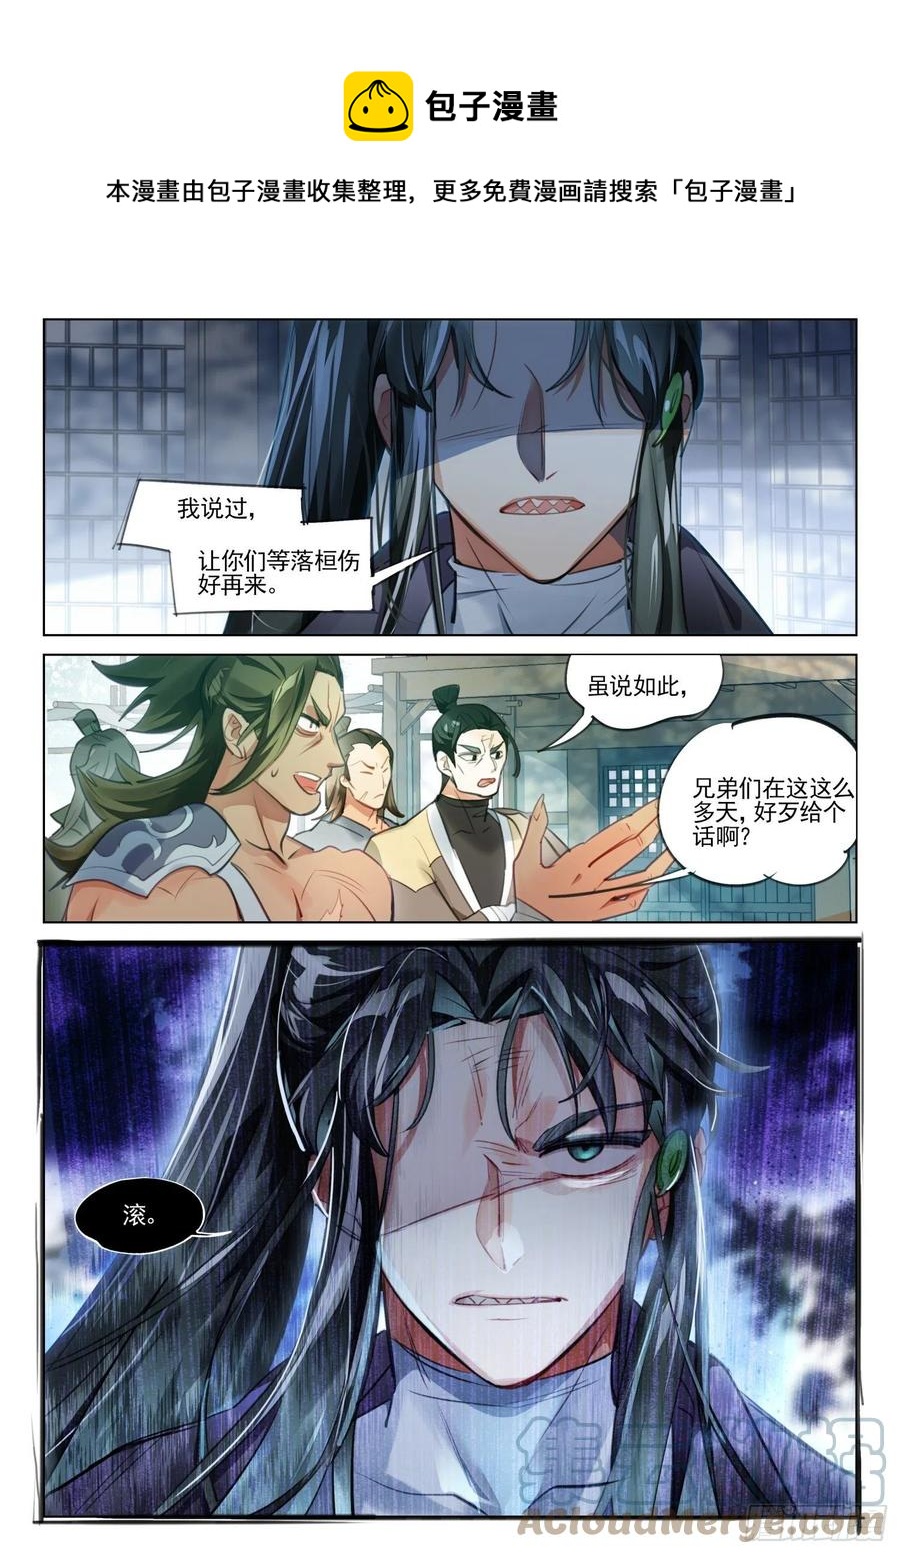 包子漫畫
本漫畫由包子漫畫收集整理，更多免費漫画請搜索「包子漫畫」
我说过，
让你们等落桓伤
好再来。
虽说如此，
兄弟们在这这么
多天，好歹给个
话啊？
滚。
acloudmerge.com